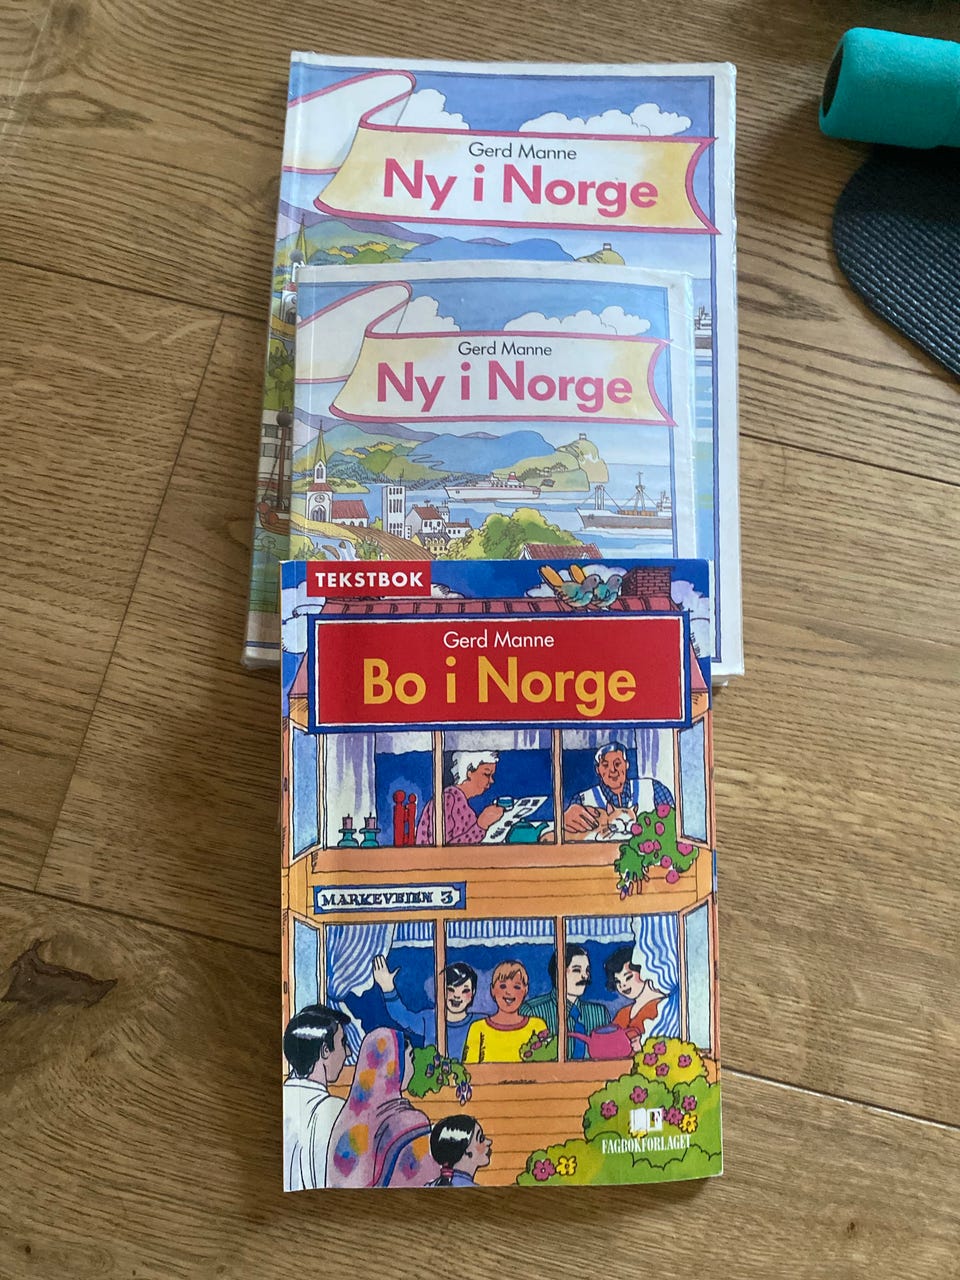 Gerd Manne
Ny i Norge
Gerd Manne
Ny i Norge
TEKSTBOK
Gerd Manne
Bo i Norge
MARKEVEIEN 3
FAGBOKFORLAGET